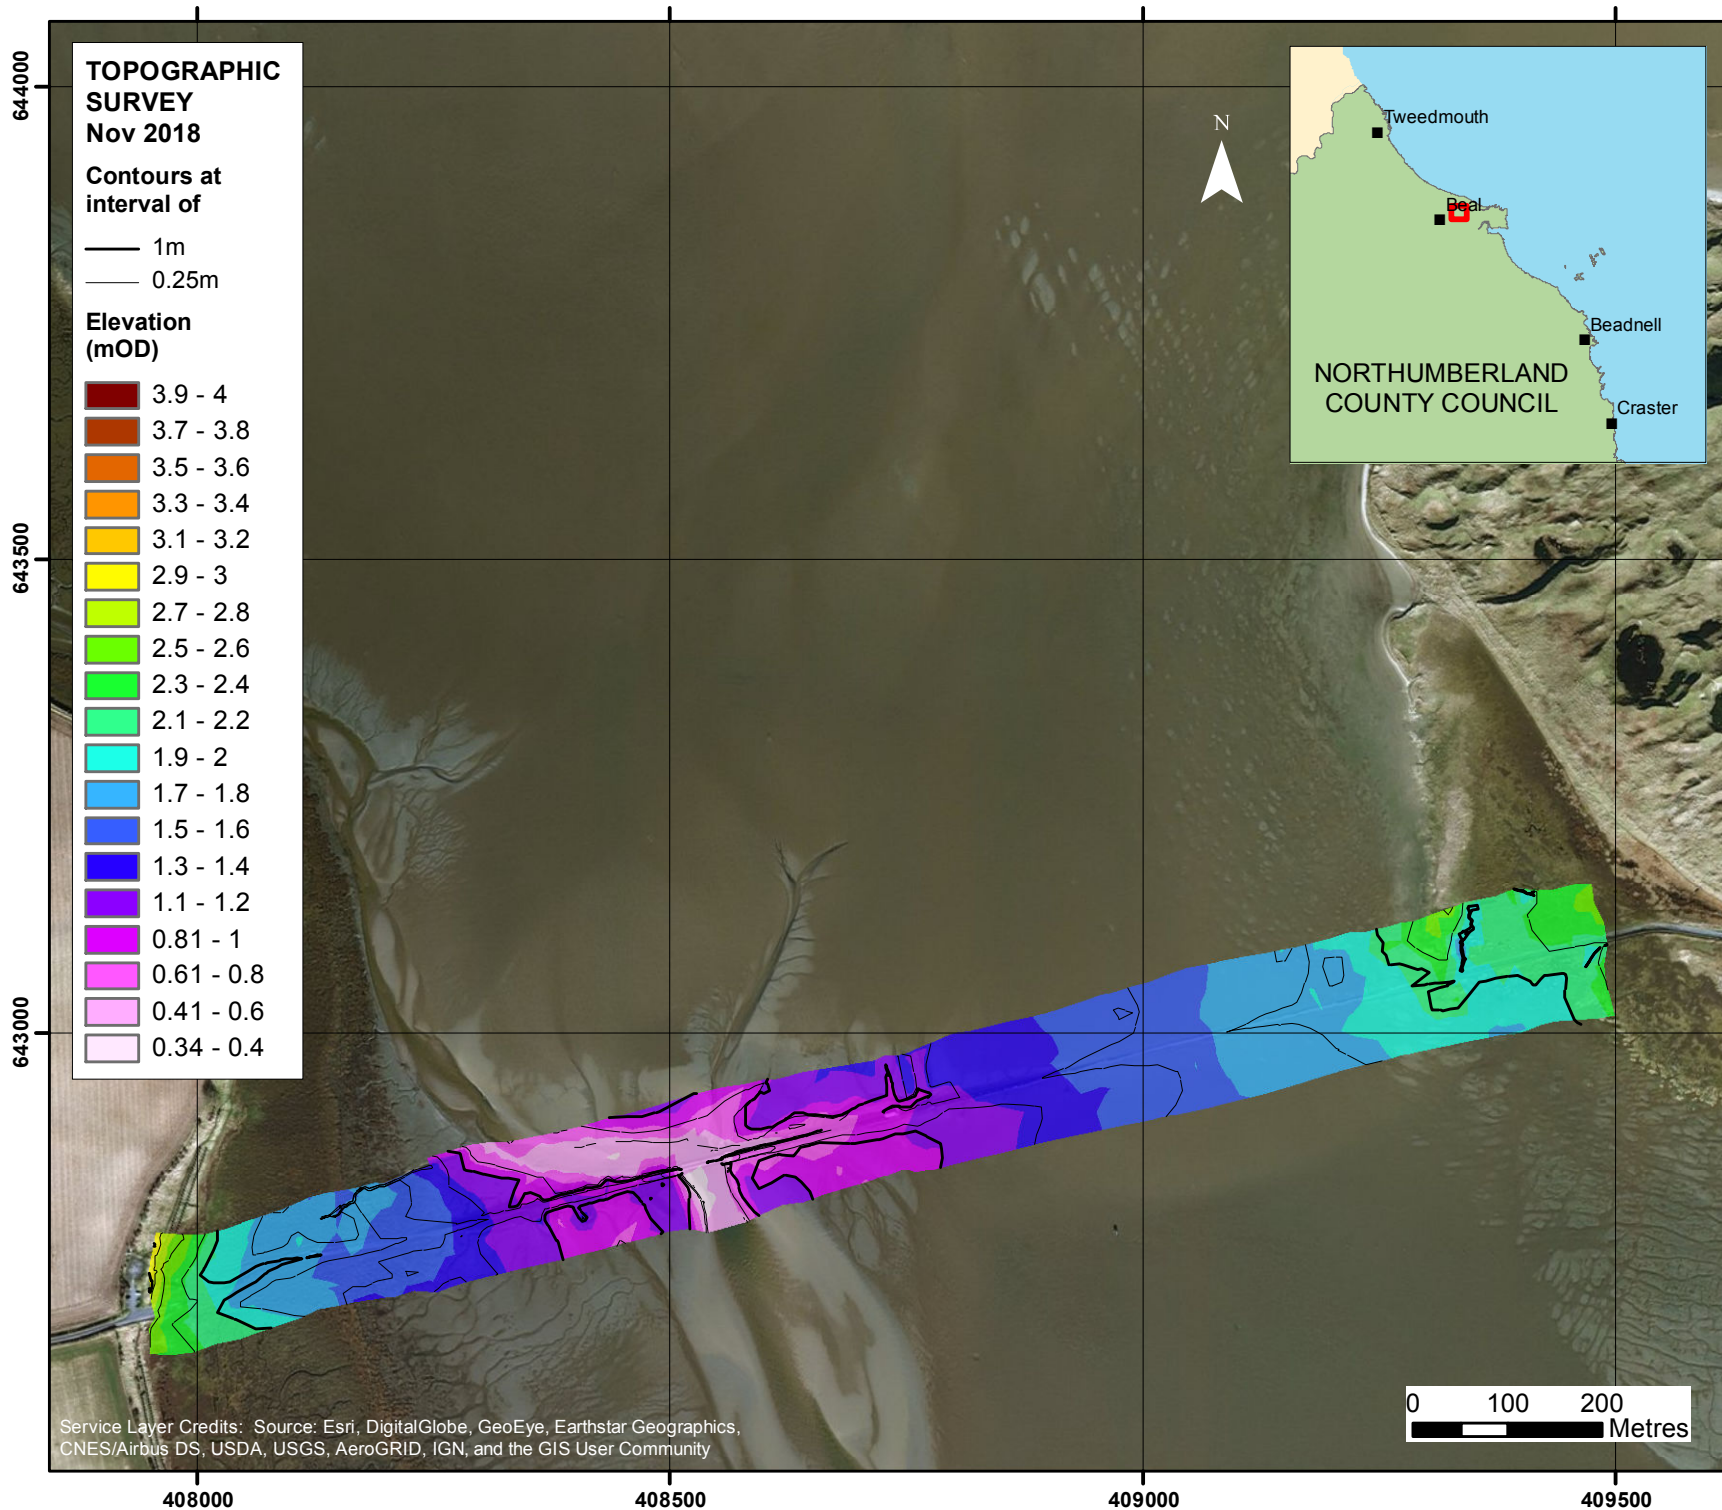 TOPOGRAPHIC
SURVEY
Nov 2018
Contours at
interval of
1m
0.25m
Elevation
(mOD)
3.9 - 4
3.7 - 3.8
3.5 - 3.6
3.3 - 3.4
3.1 - 3.2
2.9 - 3
2.7 - 2.8
2.5 - 2.6
2.3 - 2.4
2.1 - 2.2
1.9 - 2
1.7 - 1.8
1.5 - 1.6
1.3 - 1.4
1.1 - 1.2
0.81 - 1
0.61 - 0.8
0.41 - 0.6
0.34 - 0.4
644000
643500
643000
N
Tweedmouth
Beal
Beadnell
Craster
NORTHUMBERLAND
COUNTY COUNCIL
0 100 200
Metres
Service Layer Credits: Source: Esri, DigitalGlobe, GeoEye, Earthstar Geographics,
CNES/Airbus DS, USDA, USGS, AeroGRID, IGN, and the GIS User Community
408000 408500 409000 409500